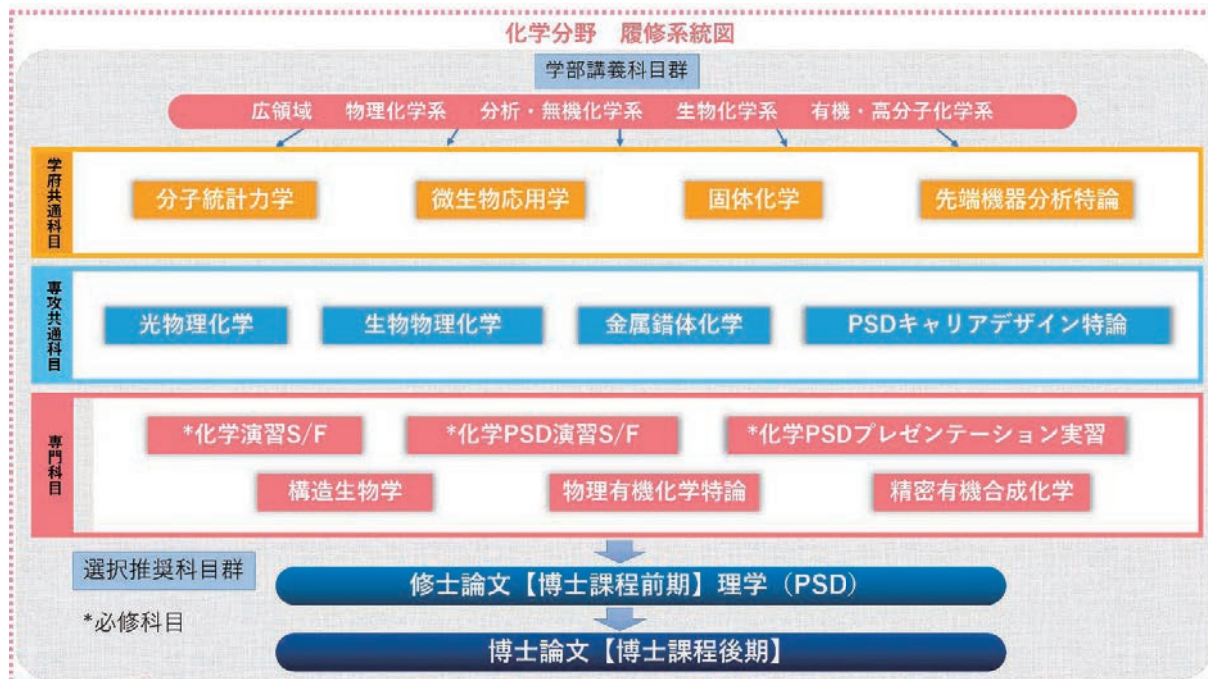 化学分野　履修系統図
学部講義科目群
広領域　物理化学系　分析・無機化学系　生物化学系　有機・高分子化学系
学府共通科目
分子統計力学　微生物応用学　固体化学　先端機器分析特論
専攻共通科目
光物理化学　生物物理化学　金属錯体化学　PSDキャリアデザイン特論
専門科目
*化学演習S/F　*化学PSD演習S/F　*化学PSDプレゼンテーション実習
構造生物学　物理有機化学特論　精密有機合成化学
選択推奨科目群
修士論文【博士課程前期】理学（PSD）
*必修科目
博士論文【博士課程後期】